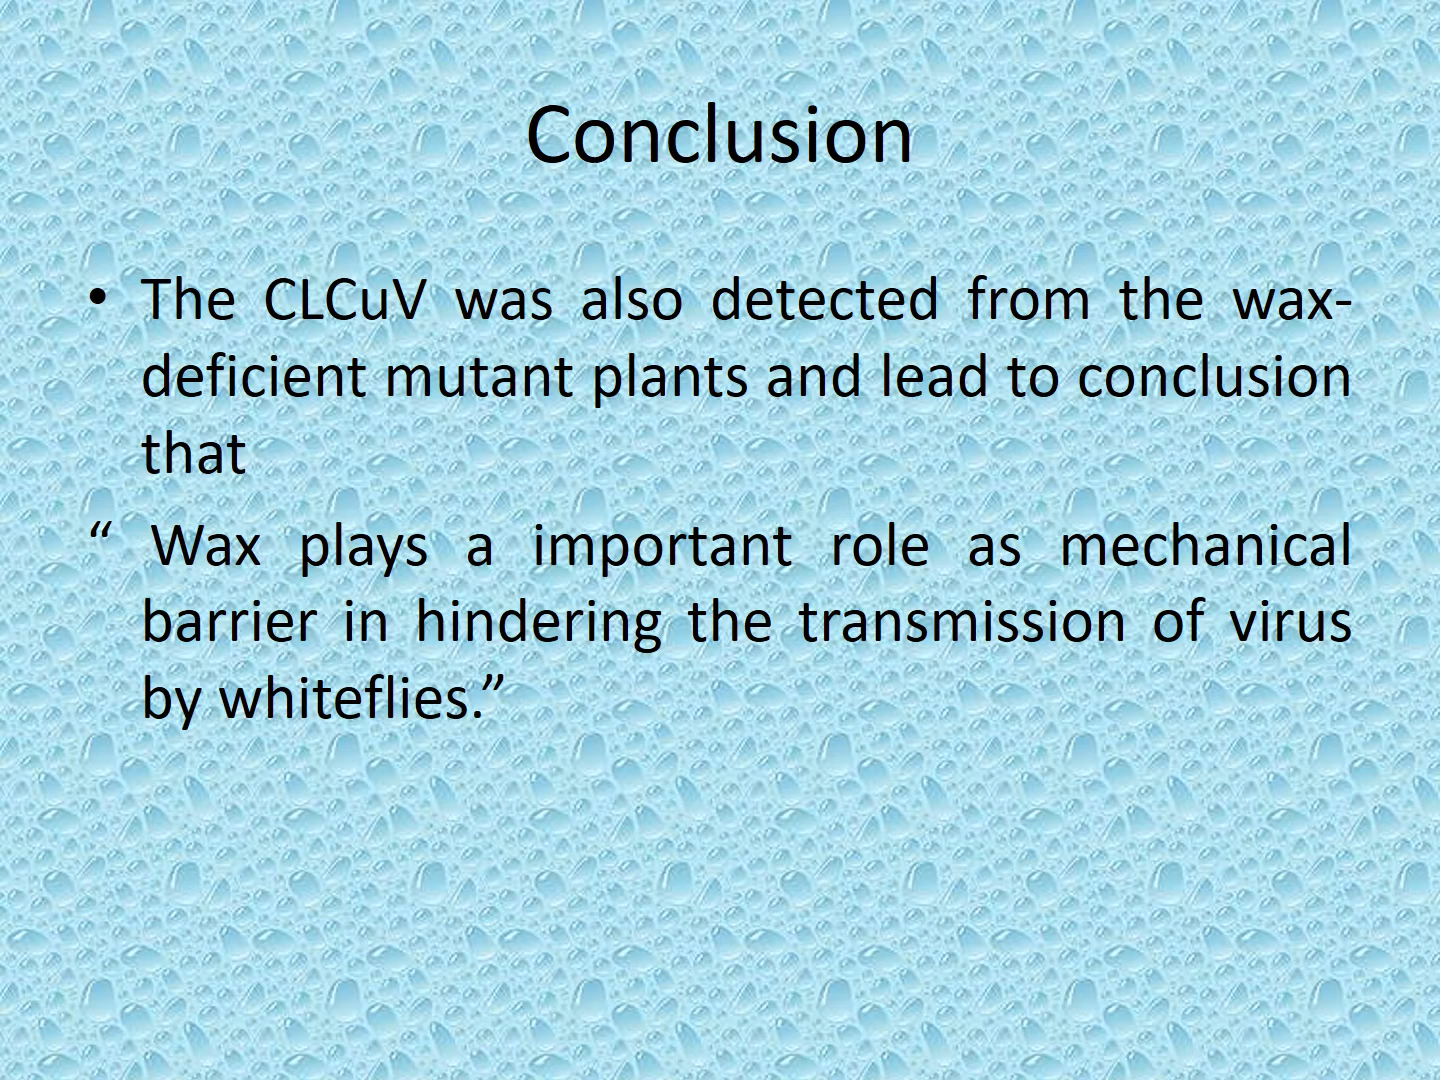 Conclusion
• The CLCuV was also detected from the wax-
deficient mutant plants and lead to conclusion
that
“ Wax plays a important role as mechanical
barrier in hindering the transmission of virus
by whiteflies.”